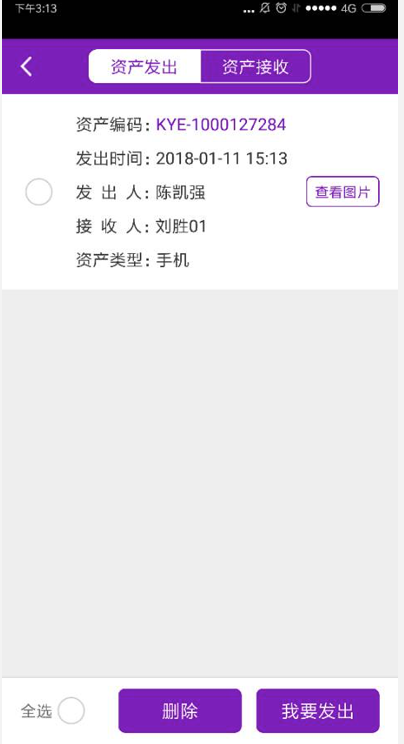 下午3:13
4G
资产发出 资产接收
资产编码: KYE-1000127284
发出时间: 2018-01-11 15:13
发 出 人: 陈凯强
查看图片
接 收 人: 刘胜01
资产类型: 手机
全选 删除 我要发出